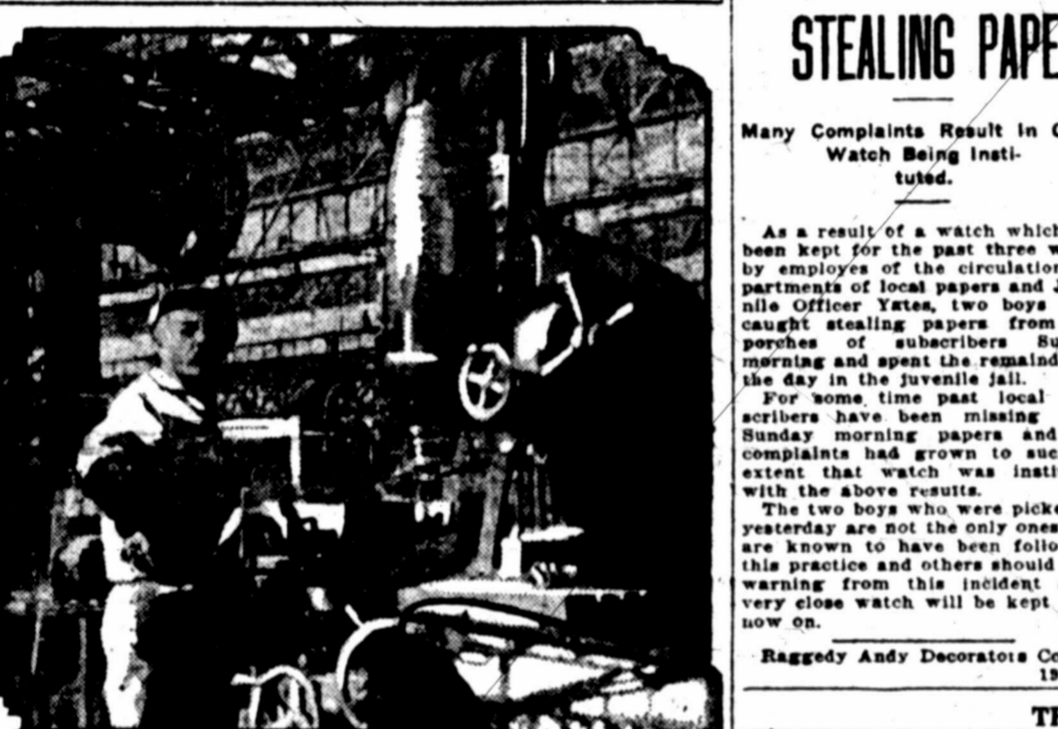 STEALING PAPE
Many Complaints Result in
Watch Being Insti-
tuted.
As a result of a watch which
been kept for the past three w
by employes of the circulation
partments of local papers and J
nile Officer Yates, two boys
caught stealing papers from
porches of subscribers Su
morning and spent the remaind
the day in the juvenile jail.
For some time past local
scribers have been missing
Sunday morning papers and
complaints had grown to suc
extent that watch was insti
with the above results.
The two boys who were picke
yesterday are not the only ones
are known to have been follo
this practice and others should
warning from this incident
very close watch will be kept
now on.
Raggedy Andy Decorators Co
19
TH